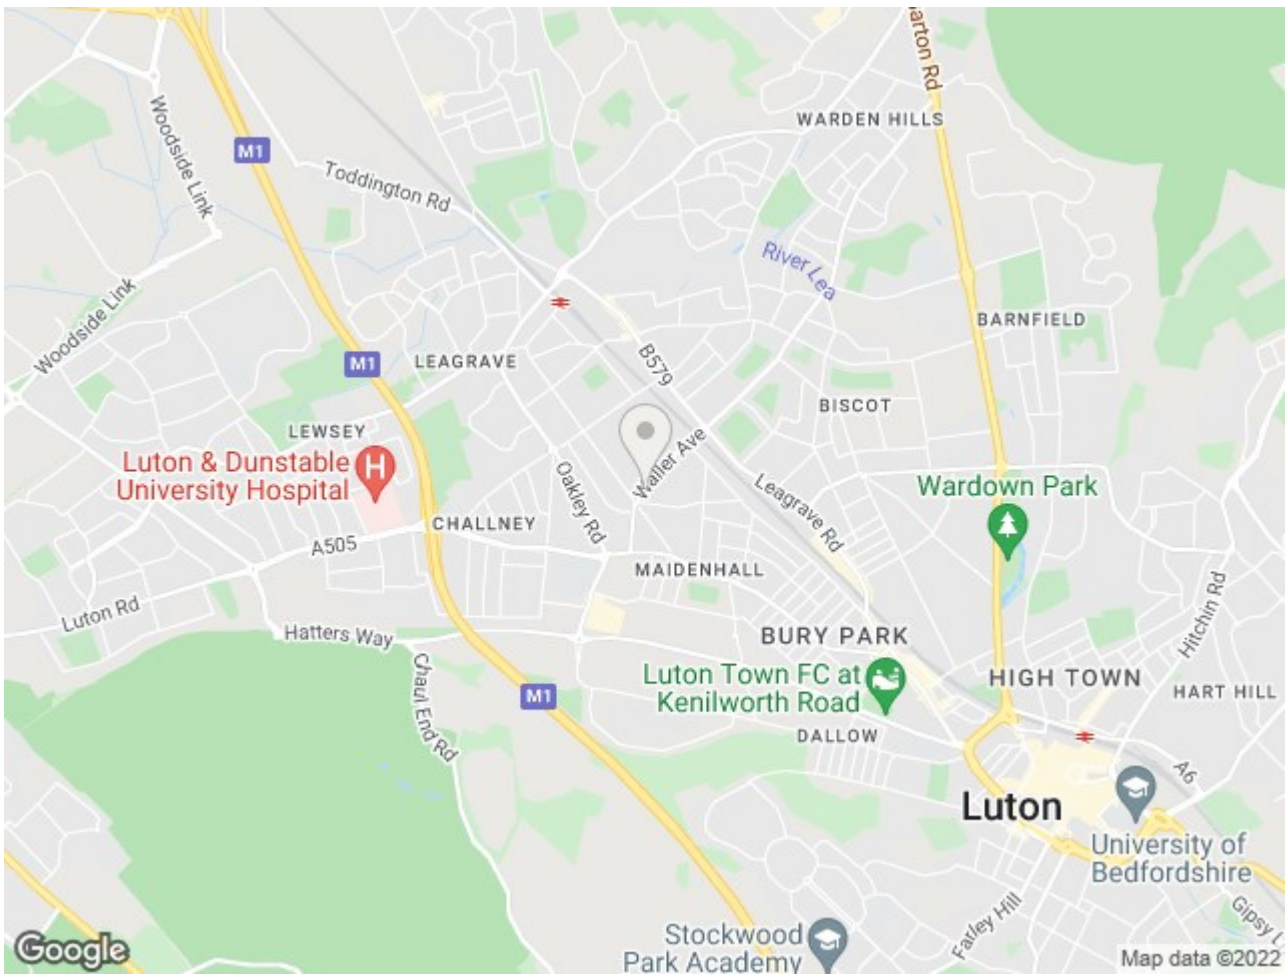 arton Rd
WARDEN HILLS
Woodside Link
M1
Toddington Rd
River Lea
Woodside Link
BARNFIELD
M1
LEAGRAVE
B579
BISCOT
LEWSEY
Waller Ave
Luton & Dunstable
University Hospital
H
Oakley Rd
Leagrave Rd
Wardown Park
CHALLNEY
A505
MAIDENHALL
Luton Rd
Hitchin Rd
Hatters Way
BURY PARK
Chaul End Rd
Luton Town FC at
Kenilworth Road
HIGH TOWN
HART HILL
M1
DALLOW
A6
Luton
University of
Bedfordshire
Farley Hill
Gipsy L
Stockwood
Park Academy
Google
Map data ©2022